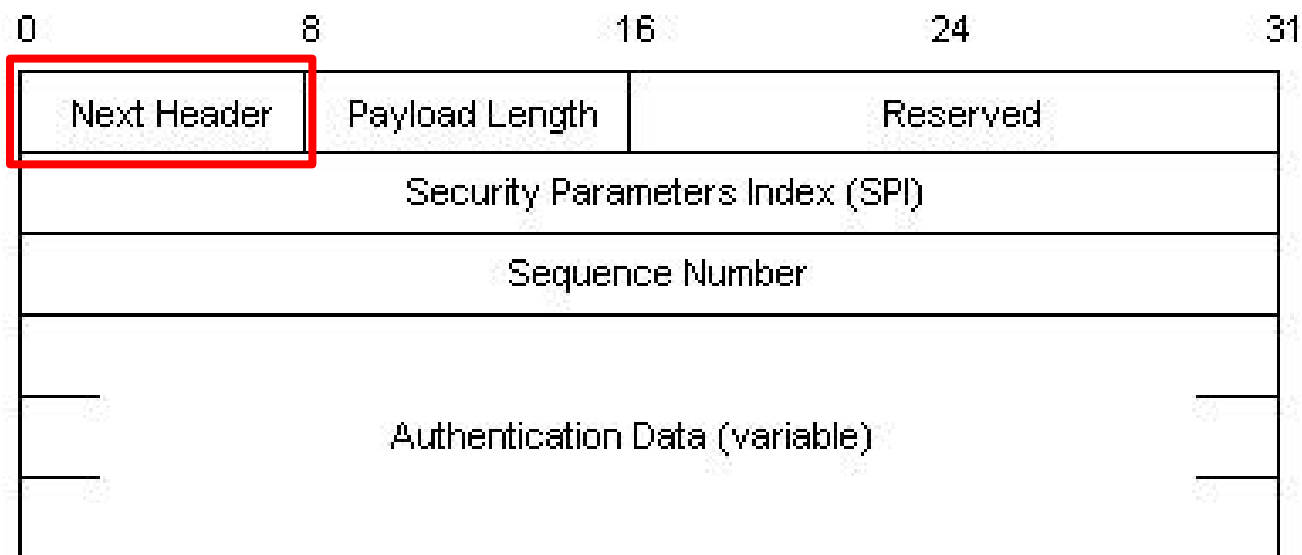 0 8 16 24 31
Next Header Payload Length Reserved
Security Parameters Index (SPI)
Sequence Number
Authentication Data (variable)